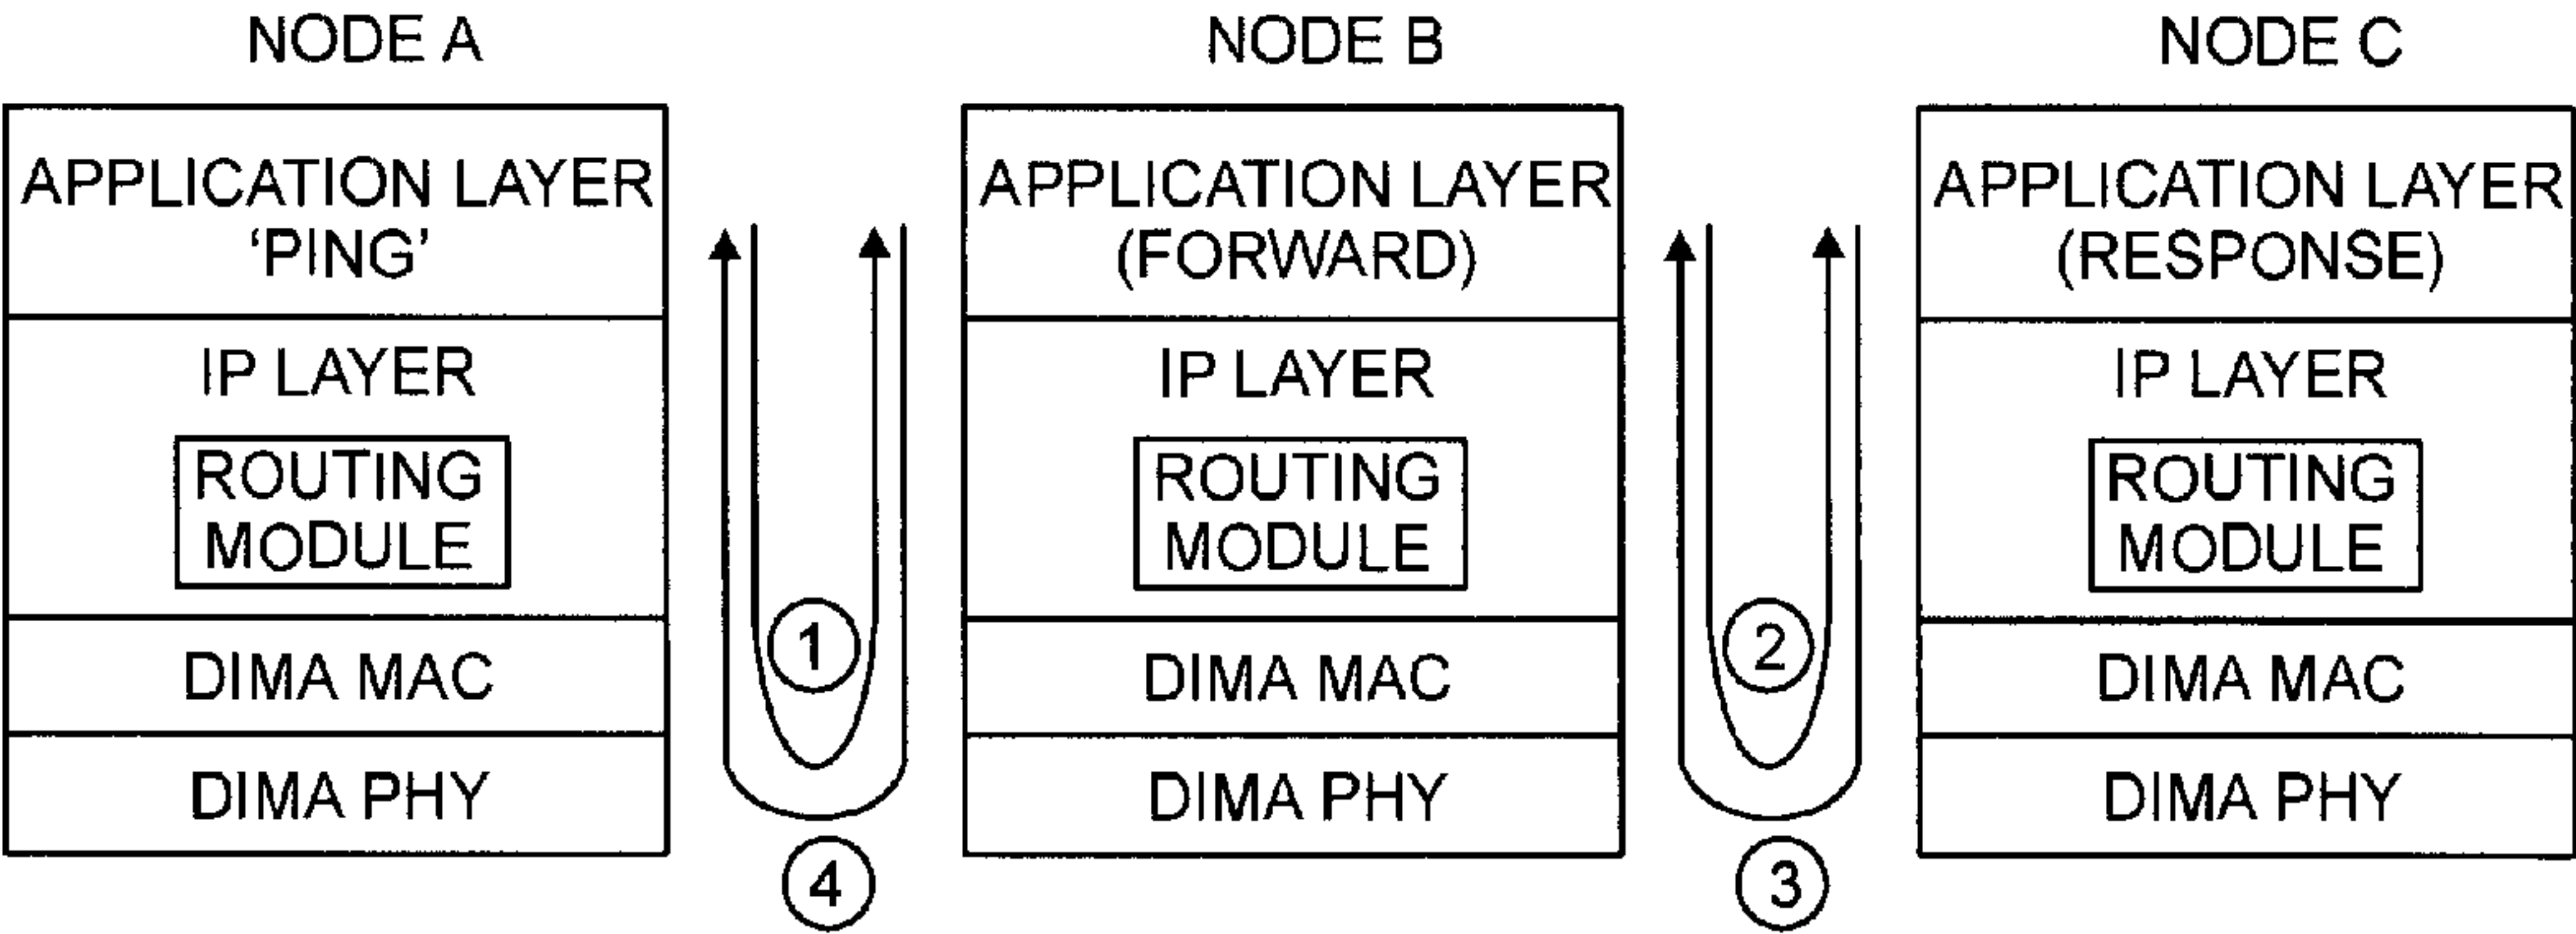 NODE A
APPLICATION LAYER
‘PING’
IP LAYER
ROUTING
MODULE
DIMA MAC
DIMA PHY
1
4
NODE B
APPLICATION LAYER
(FORWARD)
IP LAYER
ROUTING
MODULE
DIMA MAC
DIMA PHY
2
3
NODE C
APPLICATION LAYER
(RESPONSE)
IP LAYER
ROUTING
MODULE
DIMA MAC
DIMA PHY